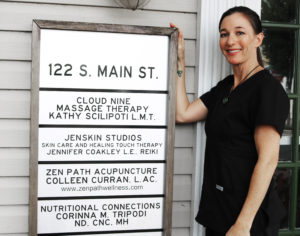 122 S. MAIN ST.
CLOUD NINE
MASSAGE THERAPY
KATHY SCILIPOTI L.M.T.
JENSKIN STUDIOS
SKIN CARE AND HEALING TOUCH THERAPY
JENNIFER COAKLEY L.E. REIKI
ZEN PATH ACUPUNCTURE
COLLEEN CURRAN, L. AC.
www.zenpathwellness.com
NUTRITIONAL CONNECTIONS
CORINNA M. TRIPODI
ND, CNC, MH